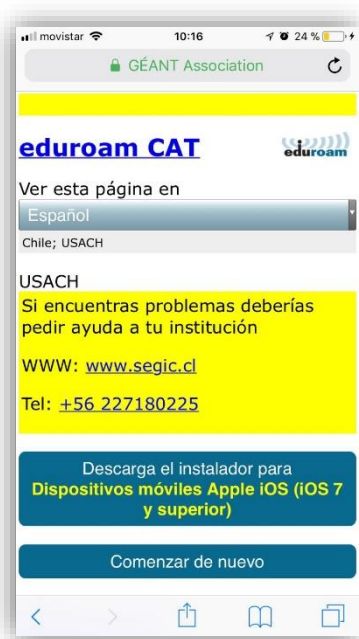 movistar 10:16 24 %
GÉANT Association
eduroam CAT
eduroam
Ver esta página en
Español
Chile; USACH
USACH
Si encuentras problemas deberías
pedir ayuda a tu institución
WWW: www.segic.cl
Tel: +56 227180225
Descarga el instalador para
Dispositivos móviles Apple iOS (iOS 7
y superior)
Comenzar de nuevo